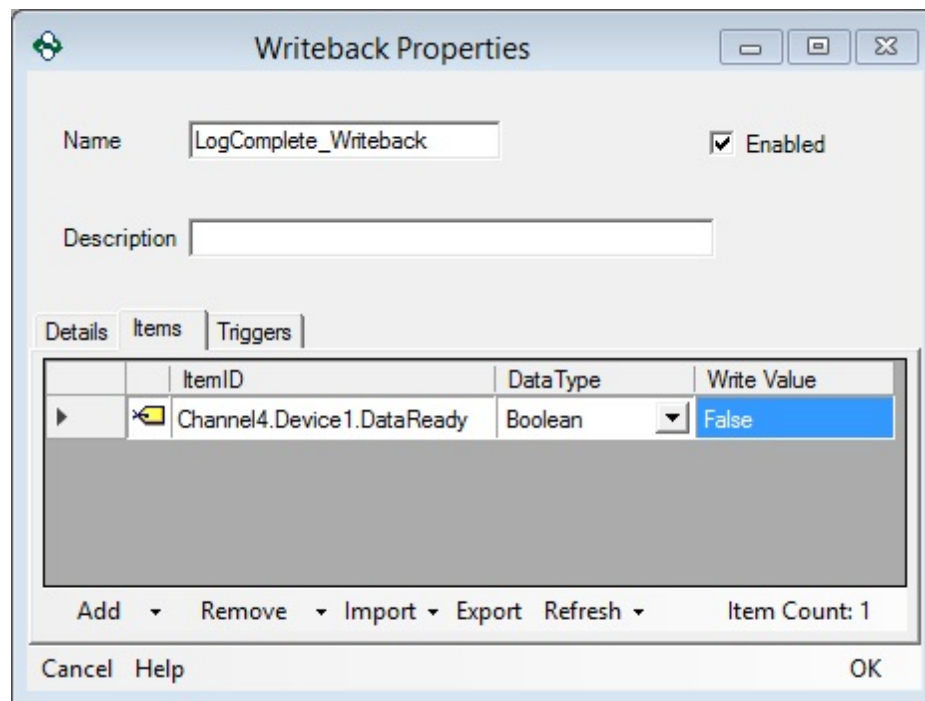 Writeback Properties
Name LogComplete_Writeback Enabled
Description
Details Items Triggers
ItemID DataType Write Value
Channel4.Device1.DataReady Boolean False
Add Remove Import Export Refresh Item Count: 1
Cancel Help OK